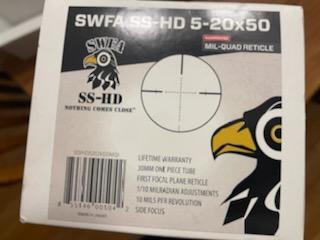 SWFA SS-HD 5-20x50
MIL-QUAD RETICLE
SWFA
SS-HD
NOTHING COMES CLOSE
LIFETIME WARRANTY
30MM ONE PIECE TUBE
FIRST FOCAL PLANE RETICLE
1/10 MILRADIAN ADJUSTMENTS
10 MILS PER REVOLUTION
SIDE FOCUS